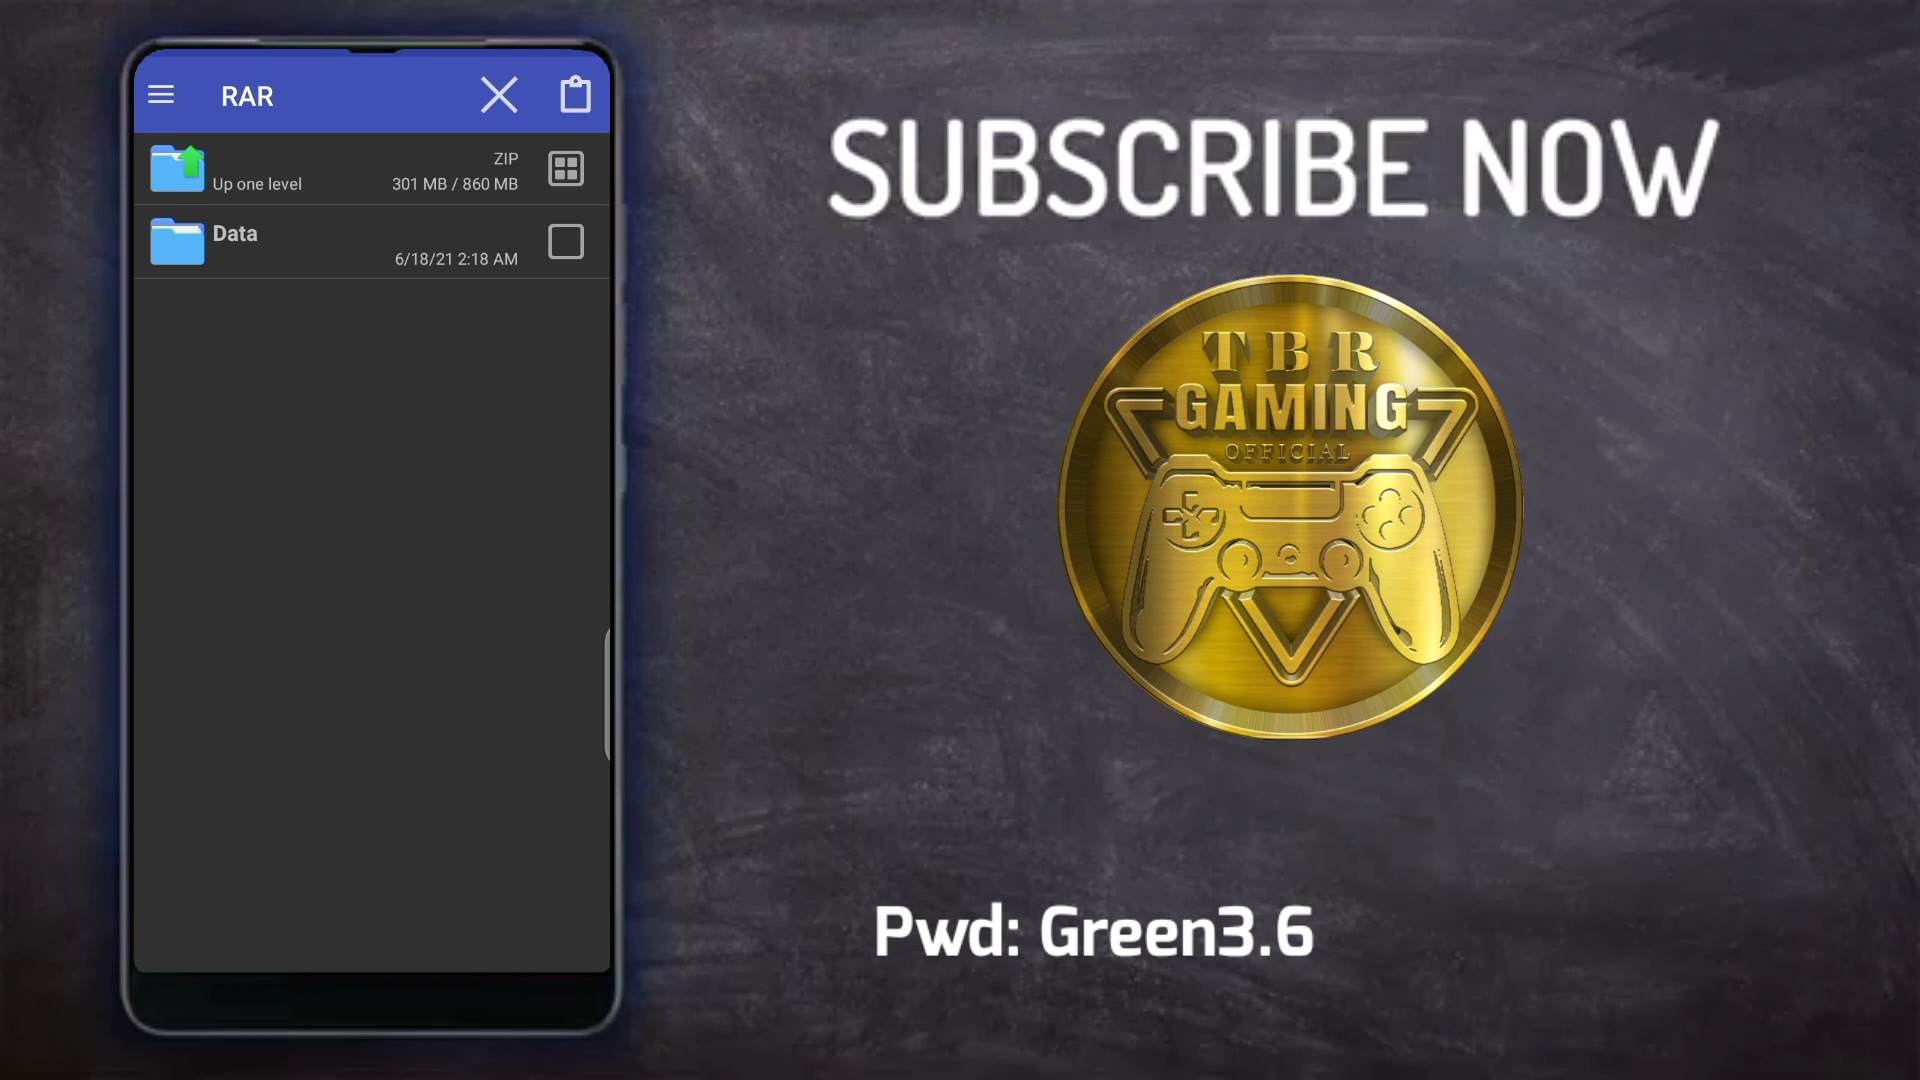 RAR
ZIP
Up one level 301 MB / 860 MB
Data
6/18/21 2:18 AM
SUBSCRIBE NOW
TBR
GAMING
OFFICIAL
Pwd: Green3.6